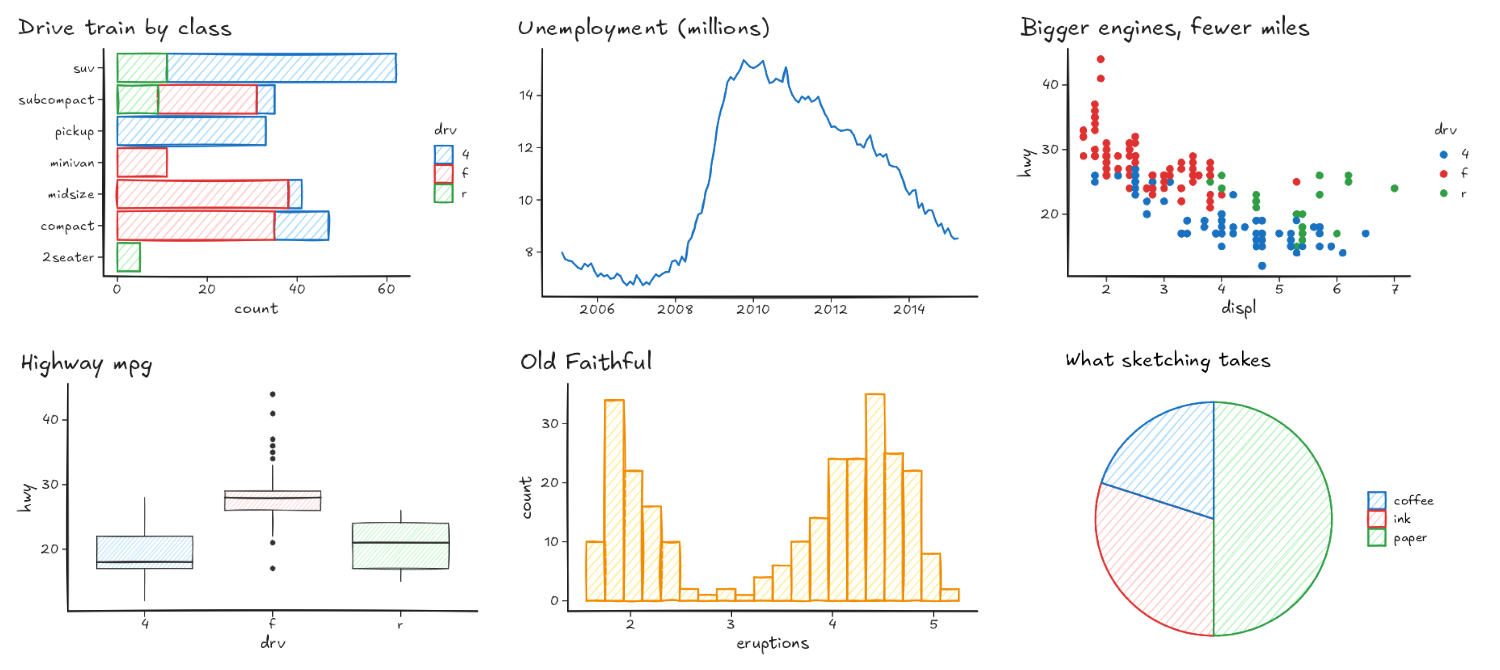 Drive train by class
suv
subcompact
pickup
minivan
midsize
compact
2seater
0 20 40 60
count
drv
4
f
r
Unemployment (millions)
14
12
10
8
2006 2008 2010 2012 2014
Bigger engines, fewer miles
hwy
40
30
20
2 3 4 5 6 7
displ
drv
4
f
r
Highway mpg
hwy
40
30
20
4 f r
drv
Old Faithful
count
30
20
10
0
2 3 4 5
eruptions
What sketching takes
coffee
ink
paper